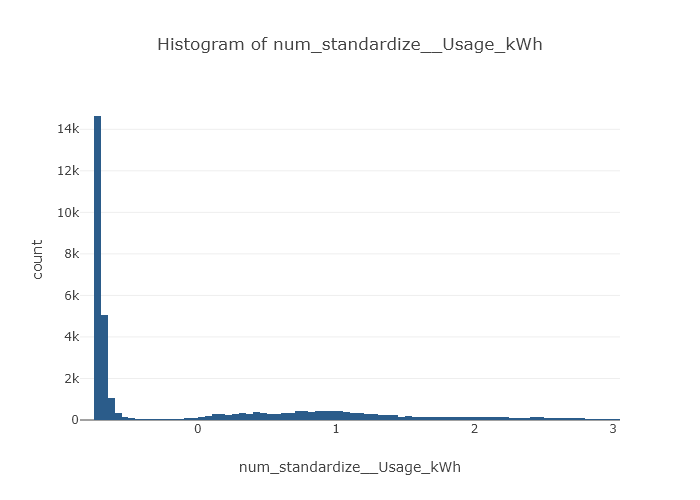 Histogram of num_standardize__Usage_kWh
14k
12k
10k
8k
6k
4k
2k
0
count
0 1 2 3
num_standardize__Usage_kWh